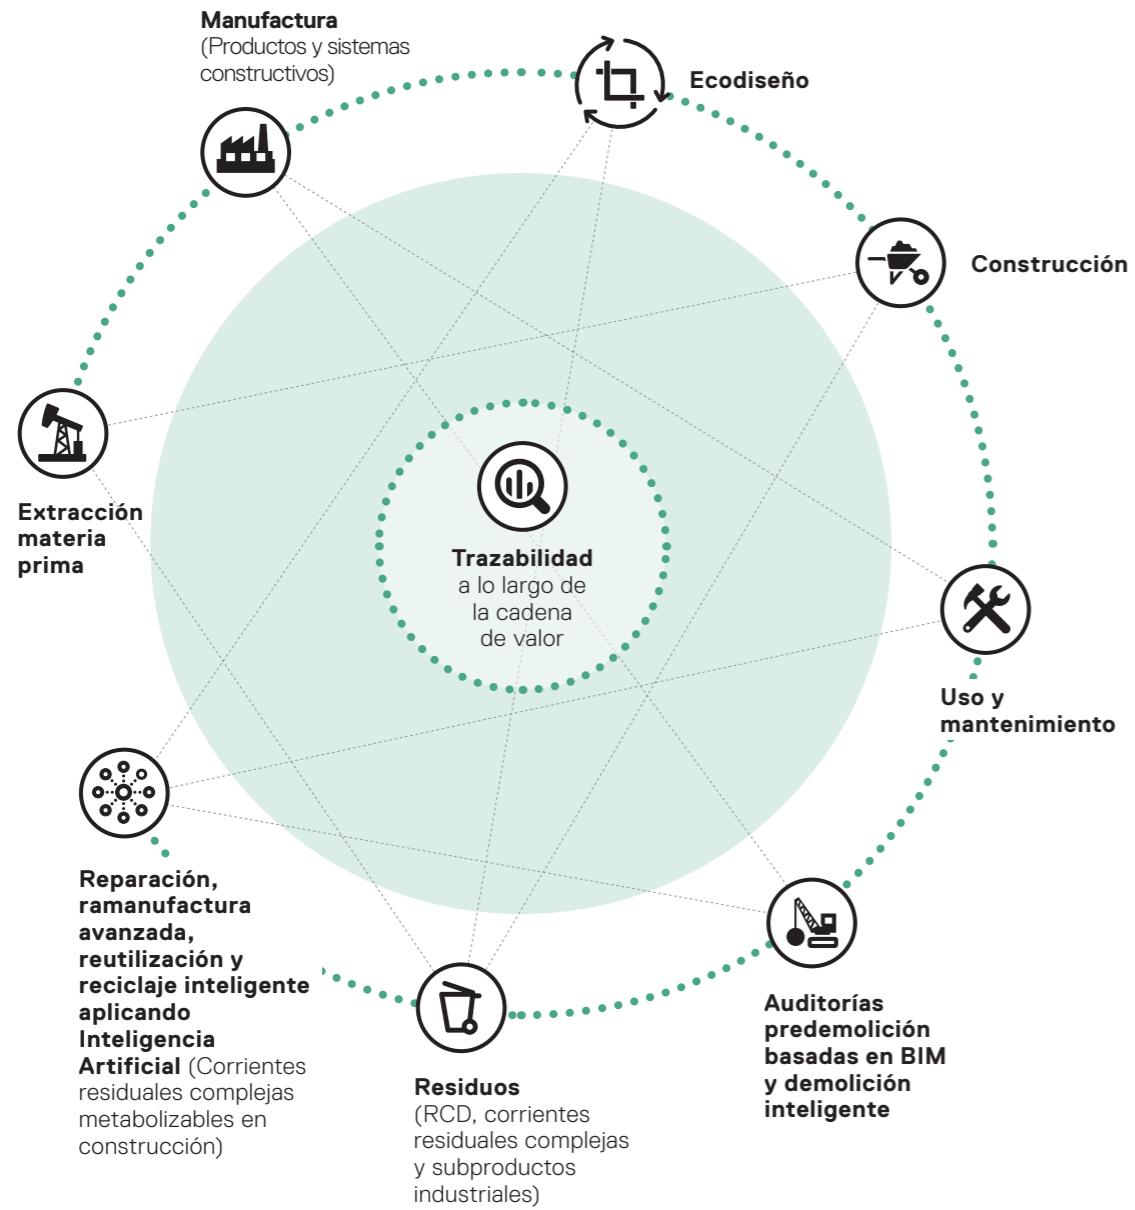 Manufactura
(Productos y sistemas
constructivos)
Ecodiseño
Construcción
Extracción
materia
prima
Trazabilidad
a lo largo de
la cadena
de valor
Uso y
mantenimiento
Reparación,
ramanufactura
avanzada,
reutilización y
reciclaje inteligente
aplicando
Inteligencia
Artificial (Corrientes
residuales complejas
metabolizables en
construcción)
Residuos
(RCD, corrientes
residuales complejas
y subproductos
industriales)
Auditorías
predemolición
basadas en BIM
y demolición
inteligente